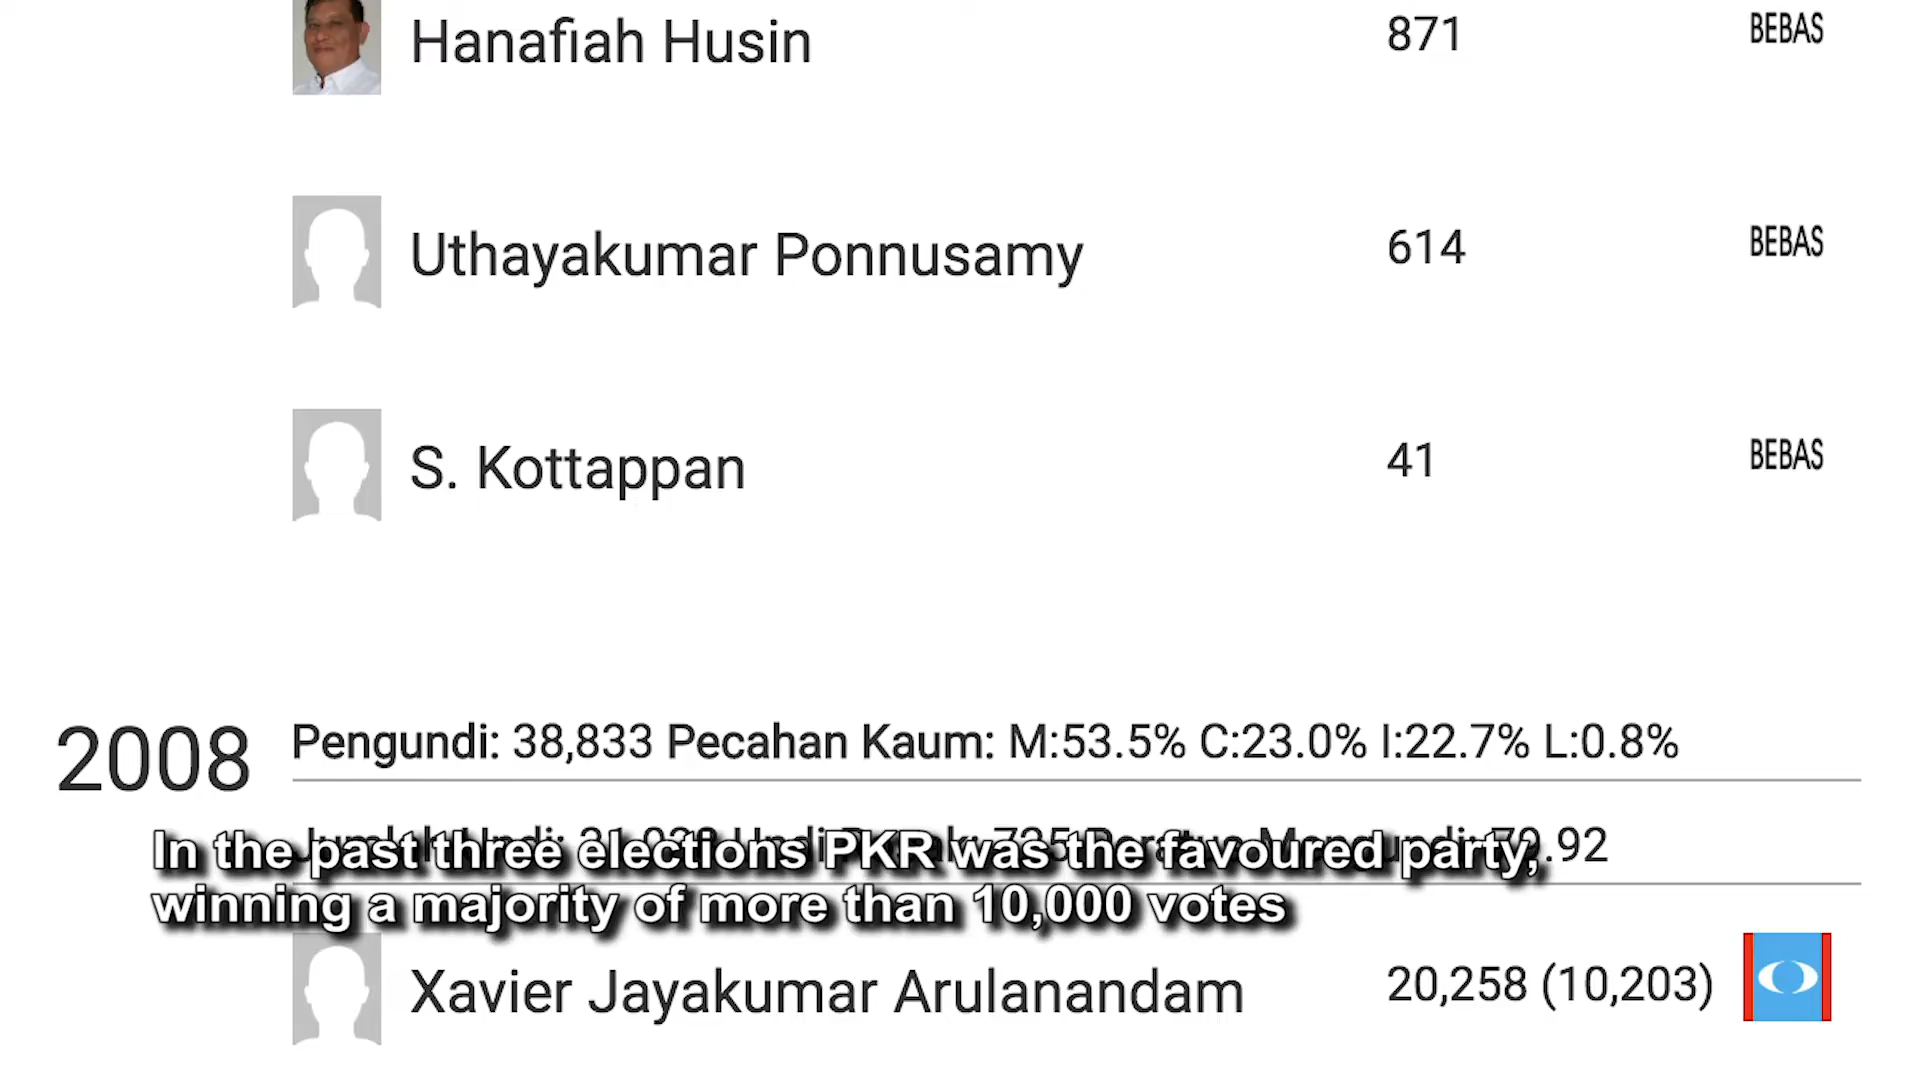 Hanafiah Husin 871 BEBAS
Uthayakumar Ponnusamy 614 BEBAS
S. Kottappan 41 BEBAS
2008 Pengundi: 38,833 Pecahan Kaum: M:53.5% C:23.0% I:22.7% L:0.8%
79.92
In the past three elections PKR was the favoured party,
winning a majority of more than 10,000 votes
Xavier Jayakumar Arulanandam 20,258 (10,203)